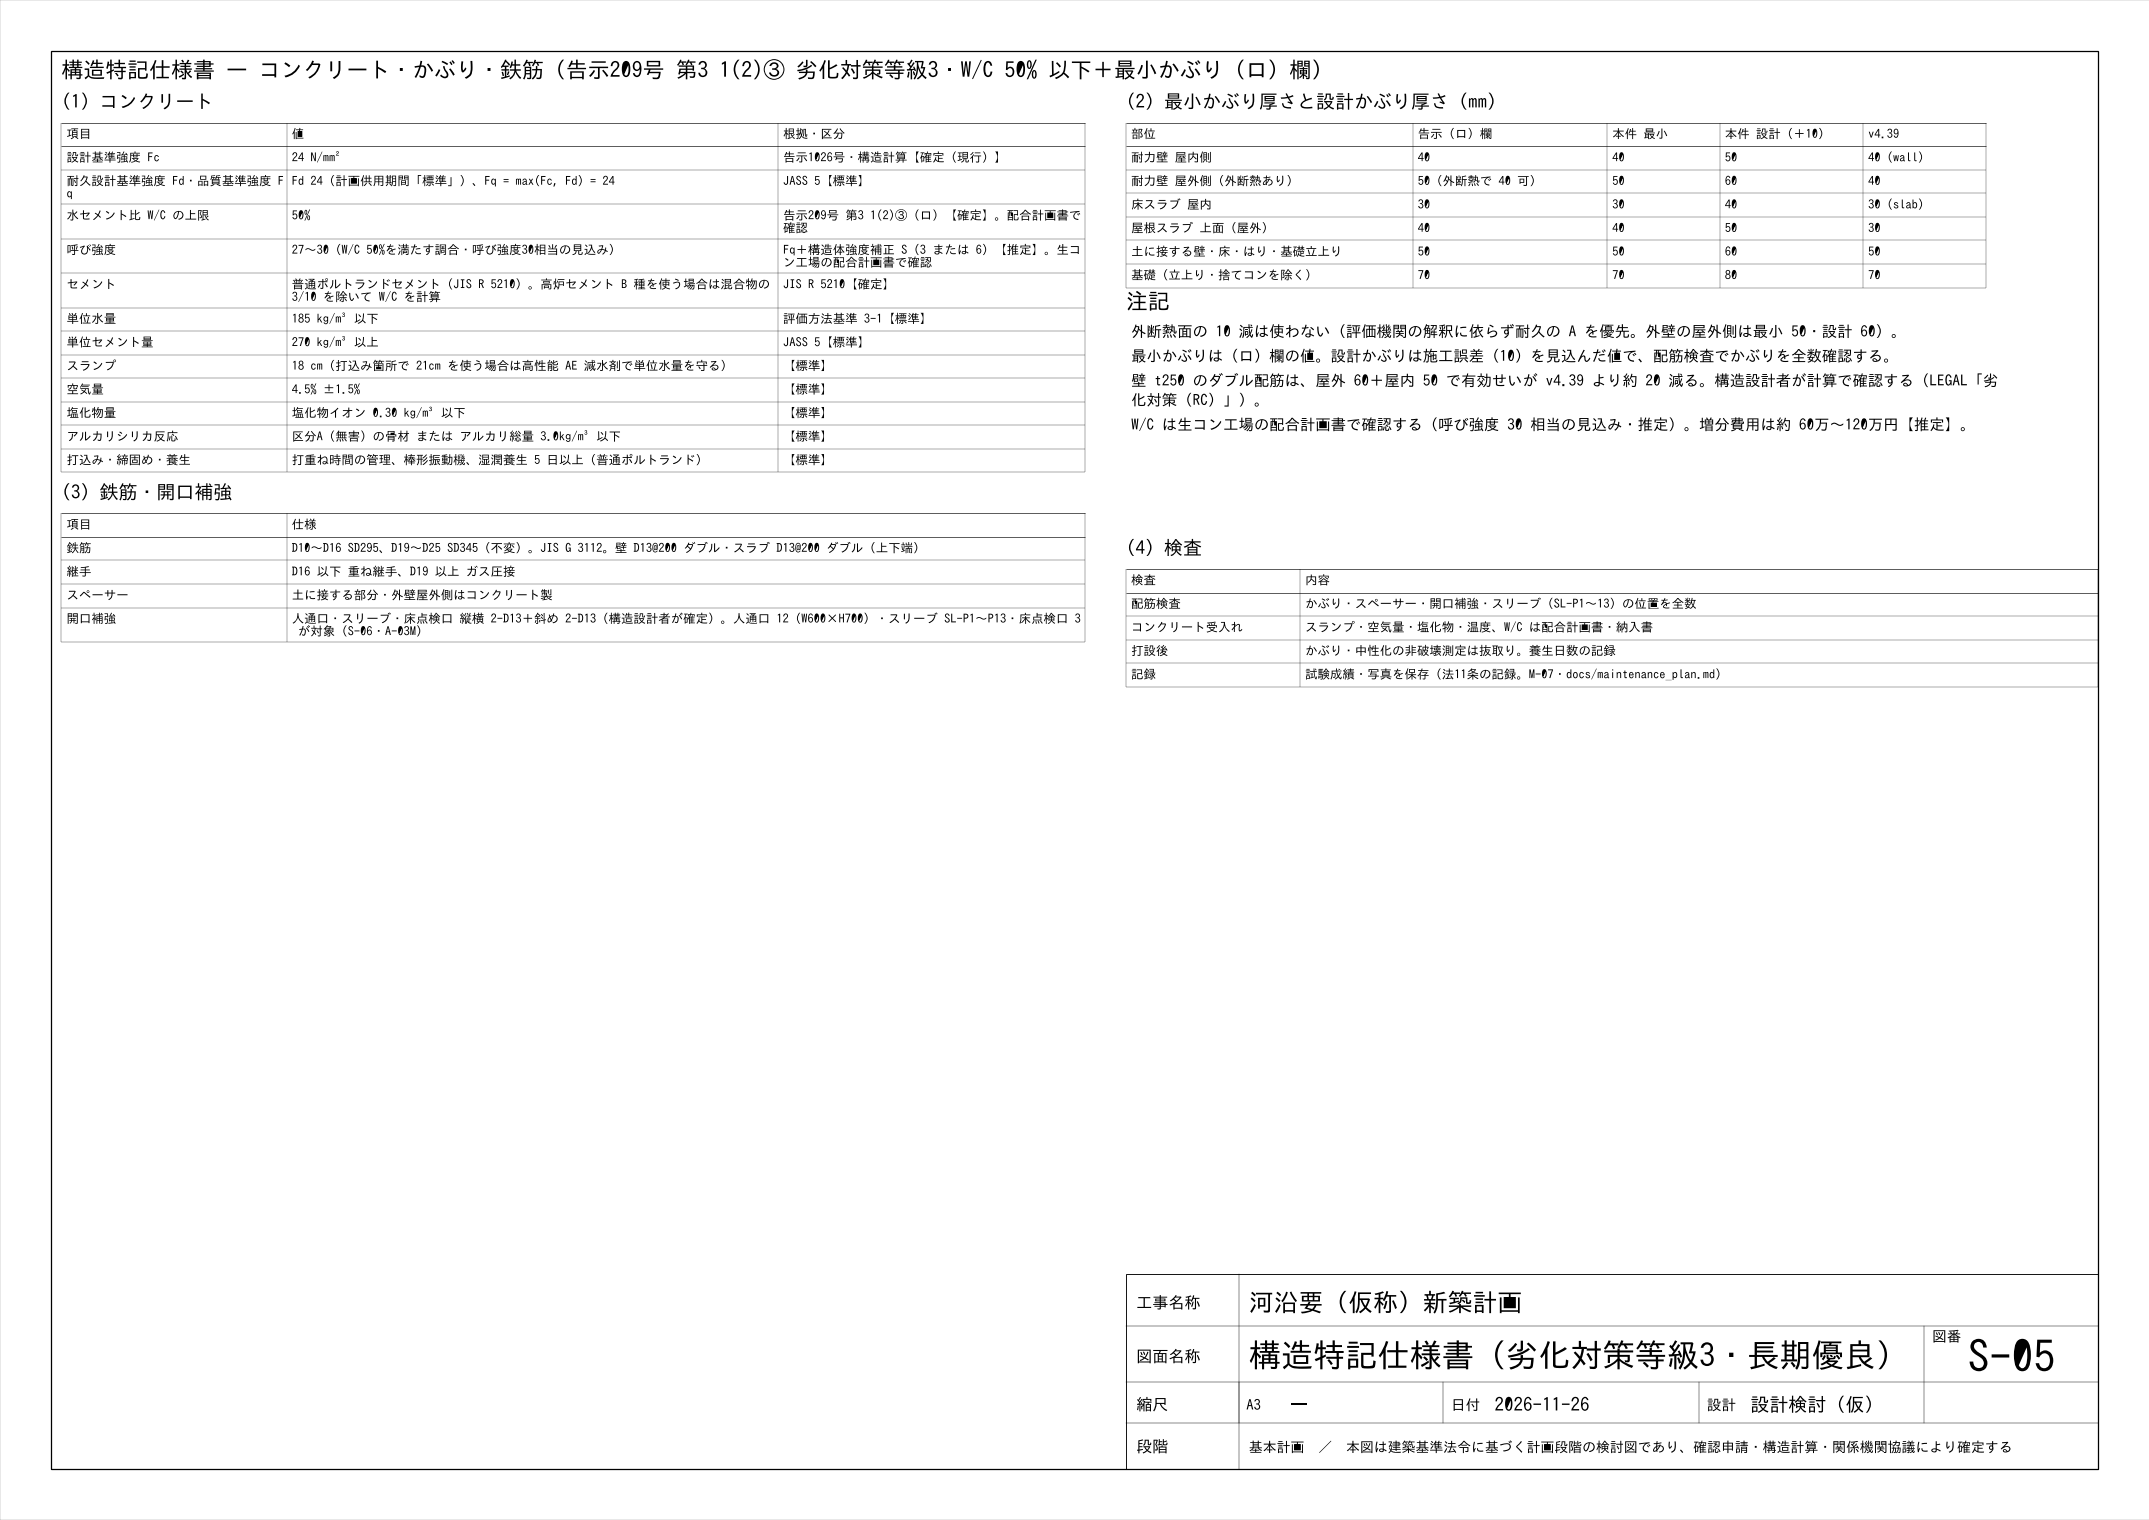 構造特記仕様書 ― コンクリート・かぶり・鉄筋（告示209号 第3 1(2)③ 劣化対策等級3・W/C 50% 以下＋最小かぶり（ロ）欄）
(1) コンクリート
項目 値 根拠・区分
設計基準強度 Fc 24 N/mm² 告示1026号・構造計算【確定（現行）】
耐久設計基準強度 Fd・品質基準強度 F
q Fd 24（計画供用期間「標準」）、Fq = max(Fc, Fd) = 24 JASS 5【標準】
水セメント比 W/C の上限 50% 告示209号 第3 1(2)③（ロ）【確定】。配合計画書で
確認
呼び強度 27～30（W/C 50%を満たす調合・呼び強度30相当の見込み） Fq＋構造体強度補正 S（3 または 6）【推定】。生コ
ン工場の配合計画書で確認
セメント 普通ポルトランドセメント（JIS R 5210）。高炉セメント B 種を使う場合は混合物の
3/10 を除いて W/C を計算 JIS R 5210【確定】
単位水量 185 kg/m³ 以下 評価方法基準 3-1【標準】
単位セメント量 270 kg/m³ 以上 JASS 5【標準】
スランプ 18 cm（打込み箇所で 21cm を使う場合は高性能 AE 減水剤で単位水量を守る） 【標準】
空気量 4.5% ±1.5% 【標準】
塩化物量 塩化物イオン 0.30 kg/m³ 以下 【標準】
アルカリシリカ反応 区分A（無害）の骨材 または アルカリ総量 3.0kg/m³ 以下 【標準】
打込み・締固め・養生 打重ね時間の管理、棒形振動機、湿潤養生 5 日以上（普通ポルトランド） 【標準】
(3) 鉄筋・開口補強
項目 仕様
鉄筋 D10～D16 SD295、D19～D25 SD345（不変）。JIS G 3112。壁 D13@200 ダブル・スラブ D13@200 ダブル（上下端）
継手 D16 以下 重ね継手、D19 以上 ガス圧接
スペーサー 土に接する部分・外壁屋外側はコンクリート製
開口補強 人通口・スリーブ・床点検口 縦横 2-D13＋斜め 2-D13（構造設計者が確定）。人通口 12（W600×H700）・スリーブ SL-P1～P13・床点検口 3
が対象（S-06・A-03M）
(2) 最小かぶり厚さと設計かぶり厚さ（mm）
部位 告示（ロ）欄 本件 最小 本件 設計（＋10） v4.39
耐力壁 屋内側 40 40 50 40 (wall)
耐力壁 屋外側（外断熱あり） 50（外断熱で 40 可） 50 60 40
床スラブ 屋内 30 30 40 30 (slab)
屋根スラブ 上面（屋外） 40 40 50 30
土に接する壁・床・はり・基礎立上り 50 50 60 50
基礎（立上り・捨てコンを除く） 70 70 80 70
注記
外断熱面の 10 減は使わない（評価機関の解釈に依らず耐久の A を優先。外壁の屋外側は最小 50・設計 60）。
最小かぶりは（ロ）欄の値。設計かぶりは施工誤差（10）を見込んだ値で、配筋検査でかぶりを全数確認する。
壁 t250 のダブル配筋は、屋外 60＋屋内 50 で有効せいが v4.39 より約 20 減る。構造設計者が計算で確認する（LEGAL「劣
化対策（RC）」）。
W/C は生コン工場の配合計画書で確認する（呼び強度 30 相当の見込み・推定）。増分費用は約 60万～120万円【推定】。
(4) 検査
検査 内容
配筋検査 かぶり・スペーサー・開口補強・スリーブ（SL-P1～13）の位置を全数
コンクリート受入れ スランプ・空気量・塩化物・温度、W/C は配合計画書・納入書
打設後 かぶり・中性化の非破壊測定は抜取り。養生日数の記録
記録 試験成績・写真を保存（法11条の記録。M-07・docs/maintenance_plan.md）
工事名称 河沿要（仮称）新築計画
図面名称 構造特記仕様書（劣化対策等級3・長期優良） 図番 S-05
縮尺 A3 ― 日付 2026-11-26 設計 設計検討（仮）
段階 基本計画 ／ 本図は建築基準法令に基づく計画段階の検討図であり、確認申請・構造計算・関係機関協議により確定する